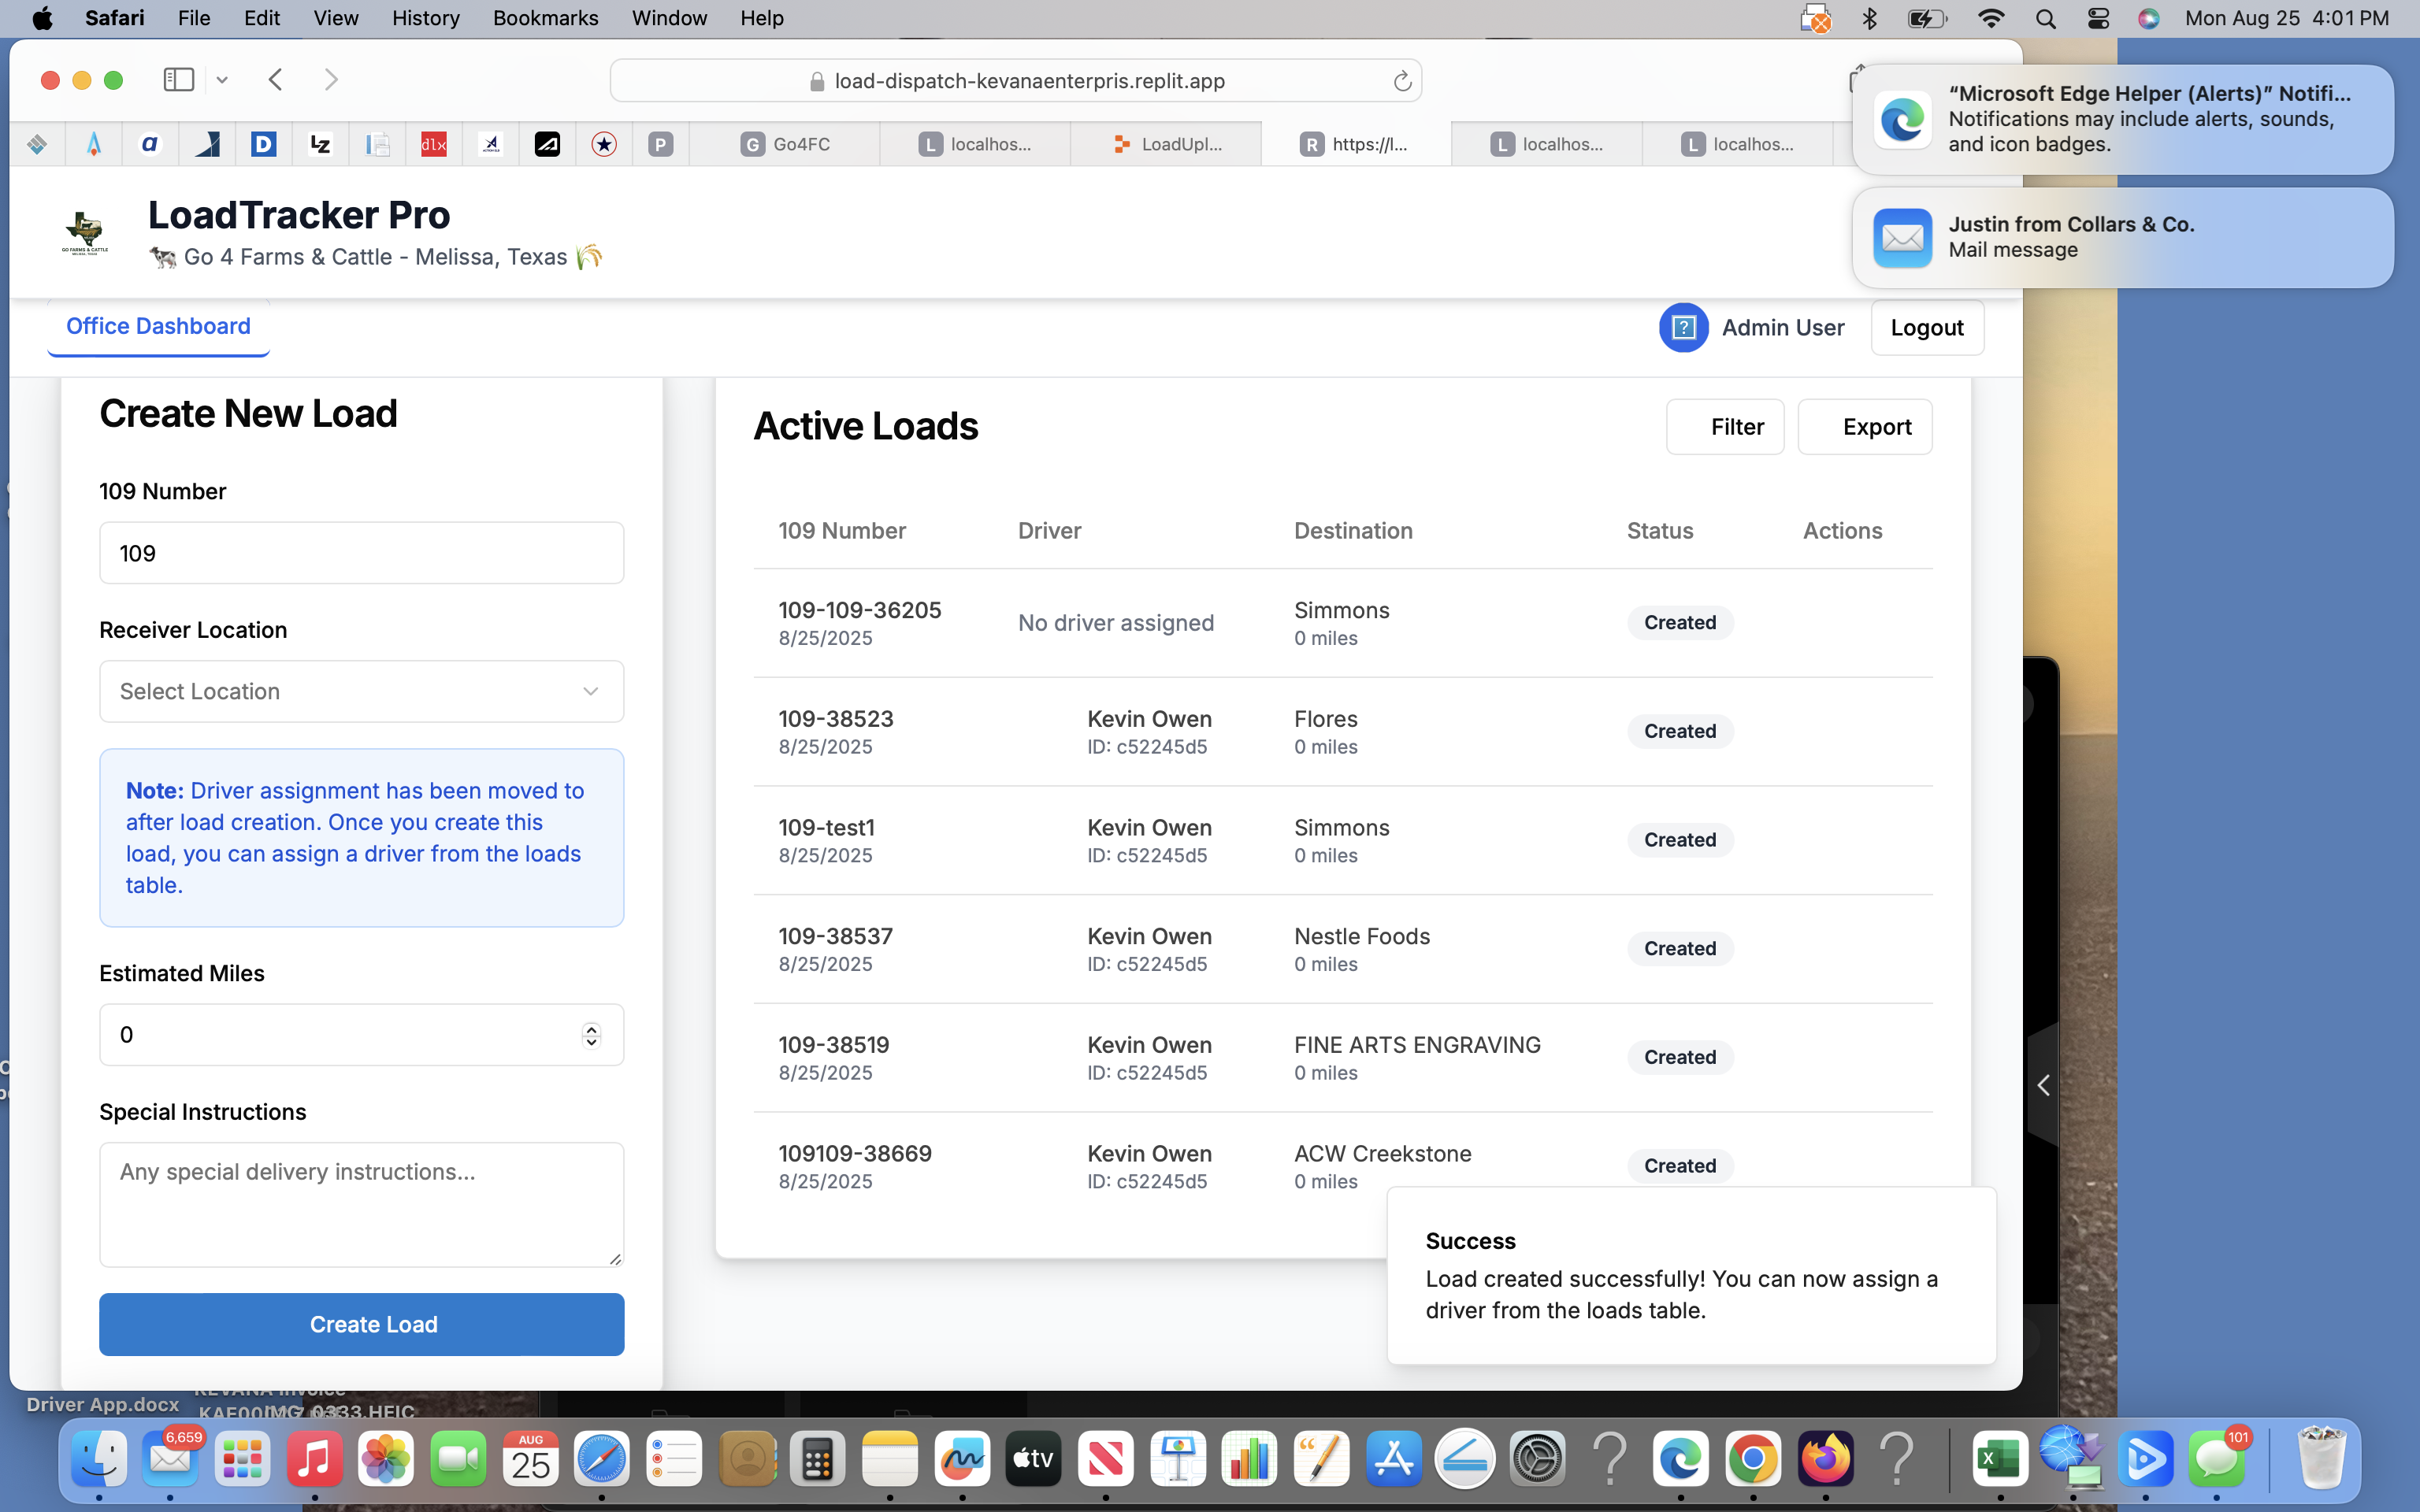 Safari File Edit View History Bookmarks Window Help Mon Aug 25 4:01 PM
load-dispatch-kevanaenterpris.replit.app
"Microsoft Edge Helper (Alerts)" Notifi...
Notifications may include alerts, sounds,
and icon badges.
a D LZ dlx P G Go4FC L localhos... LoadUpl... R https://l... L localhos... L localhos...
Justin from Collars & Co.
Mail message
GO FARMS & CATTLE
LoadTracker Pro
🐄 Go 4 Farms & Cattle - Melissa, Texas 🌾
Office Dashboard
? Admin User
Logout
Create New Load
109 Number
109
Receiver Location
Select Location
Note: Driver assignment has been moved to
after load creation. Once you create this
load, you can assign a driver from the loads
table.
Estimated Miles
0
Special Instructions
Any special delivery instructions...
Create Load
Active Loads
Filter
Export
109 Number Driver Destination Status Actions
109-109-36205 No driver assigned Simmons Created
8/25/2025 0 miles
109-38523 Kevin Owen Flores Created
8/25/2025 ID: c52245d5 0 miles
109-test1 Kevin Owen Simmons Created
8/25/2025 ID: c52245d5 0 miles
109-38537 Kevin Owen Nestle Foods Created
8/25/2025 ID: c52245d5 0 miles
109-38519 Kevin Owen FINE ARTS ENGRAVING Created
8/25/2025 ID: c52245d5 0 miles
109109-38669 Kevin Owen ACW Creekstone Created
8/25/2025 ID: c52245d5 0 miles
Success
Load created successfully! You can now assign a
driver from the loads table.
Driver App.docx
6,659
AUG
25
tv
101